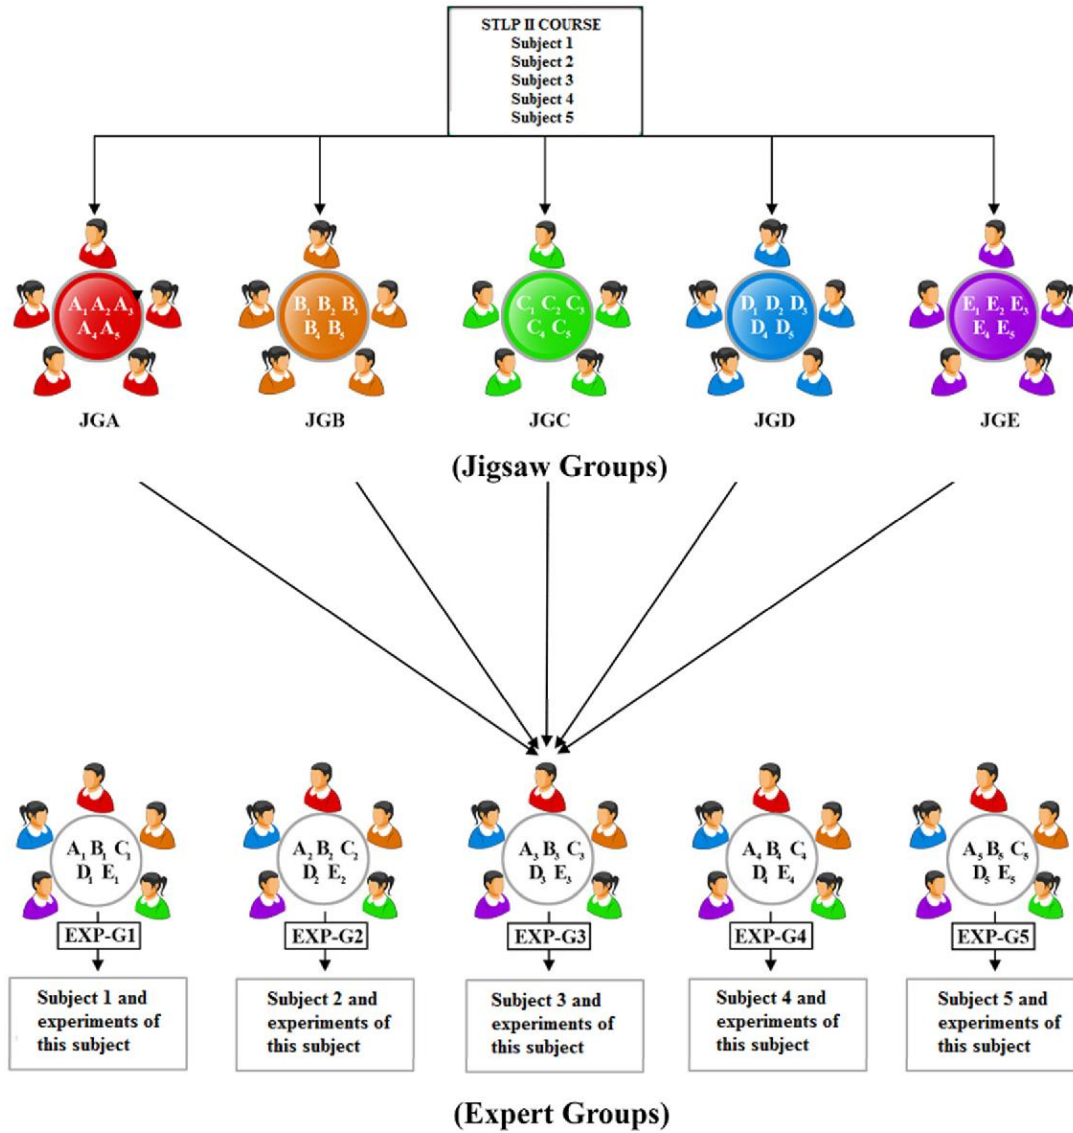 STLP II COURSE
Subject 1
Subject 2
Subject 3
Subject 4
Subject 5
A₁ A₂ A₃
A₄ A₅
B₁ B₂ B₃
B₄ B₅
C₁ C₂ C₃
C₄ C₅
D₁ D₂ D₃
D₄ D₅
E₁ E₂ E₃
E₄ E₅
JGA
JGB
JGC
JGD
JGE
(Jigsaw Groups)
A₁ B₁ C₁
D₁ E₁
A₂ B₂ C₂
D₂ E₂
A₃ B₃ C₃
D₃ E₃
A₄ B₄ C₄
D₄ E₄
A₅ B₅ C₅
D₅ E₅
EXP-G1
EXP-G2
EXP-G3
EXP-G4
EXP-G5
Subject 1 and
experiments of
this subject
Subject 2 and
experiments of
this subject
Subject 3 and
experiments of
this subject
Subject 4 and
experiments of
this subject
Subject 5 and
experiments of
this subject
(Expert Groups)